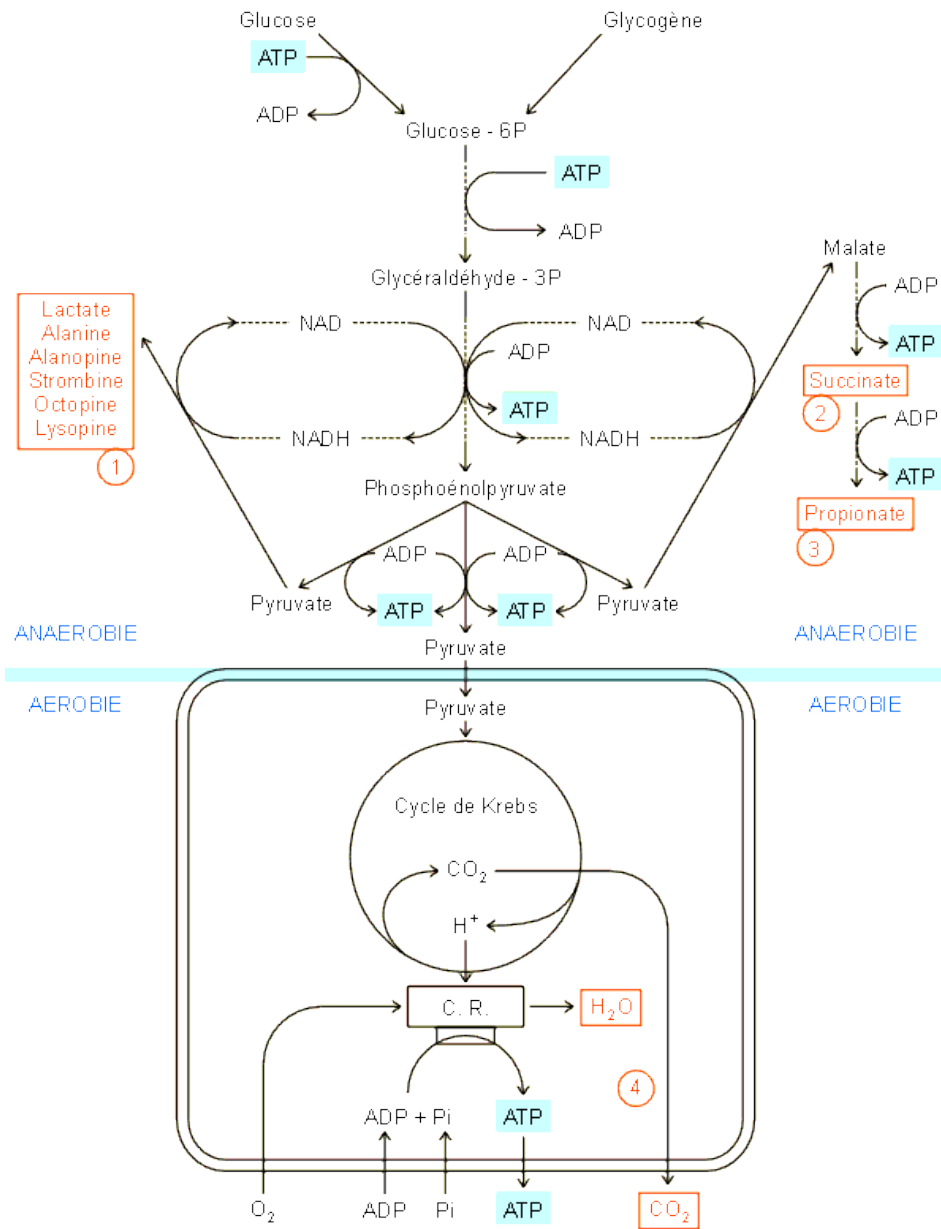 Glucose
Glycogène
ATP
ADP
Glucose - 6P
ATP
ADP
Malate
Glycéraldéhyde - 3P
ADP
ATP
Lactate
Alanine
Alanopine
Strombine
Octopine
Lysopine
1
NAD
NAD
ADP
ATP
NADH
NADH
Succinate
2
ADP
ATP
Propionate
3
Phosphoénolpyruvate
ADP
ADP
Pyruvate
ATP
ATP
Pyruvate
ANAEROBIE
ANAEROBIE
Pyruvate
AEROBIE
AEROBIE
Pyruvate
Cycle de Krebs
CO₂
H⁺
C. R.
H₂O
4
ADP + Pi
ATP
O₂
ADP
Pi
ATP
CO₂